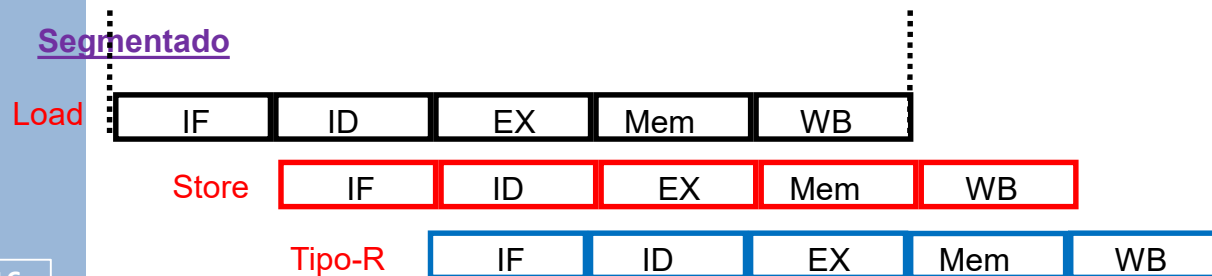 Segmentado
Load IF ID EX Mem WB
Store IF ID EX Mem WB
Tipo-R IF ID EX Mem WB